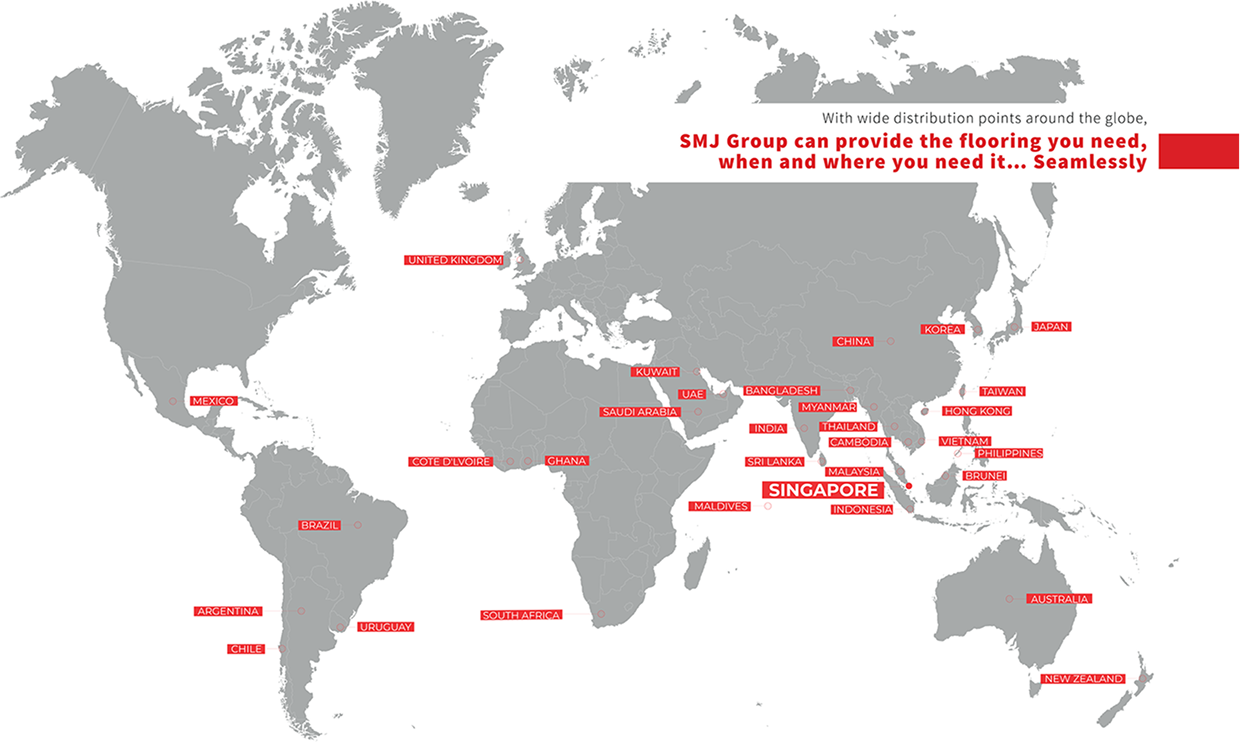 With wide distribution points around the globe,
SMJ Group can provide the flooring you need,
when and where you need it... Seamlessly
UNITED KINGDOM
KOREA
JAPAN
CHINA
KUWAIT
UAE
BANGLADESH
TAIWAN
MEXICO
SAUDI ARABIA
MYANMAR
HONG KONG
INDIA
THAILAND
CAMBODIA
VIETNAM
PHILIPPINES
COTE D'LVOIRE
GHANA
SRI LANKA
MALAYSIA
BRUNEI
SINGAPORE
MALDIVES
INDONESIA
BRAZIL
AUSTRALIA
ARGENTINA
SOUTH AFRICA
URUGUAY
CHILE
NEW ZEALAND